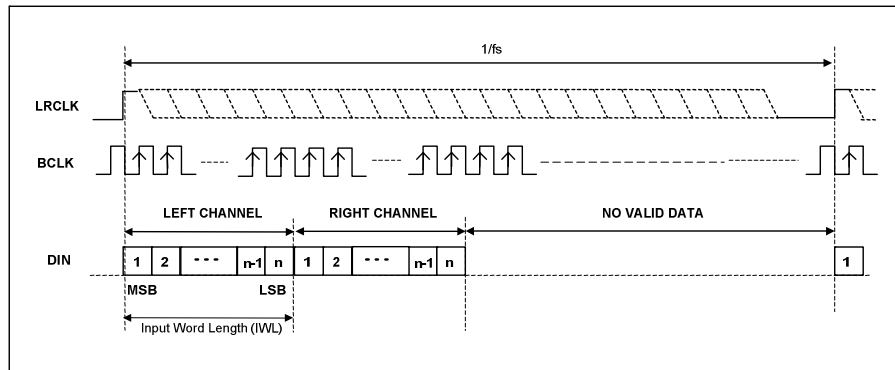 1/fs
LRCLK
BCLK
LEFT CHANNEL RIGHT CHANNEL NO VALID DATA
DIN 1 2 n-1 n 1 2 n-1 n 1
MSB LSB
Input Word Length (IWL)